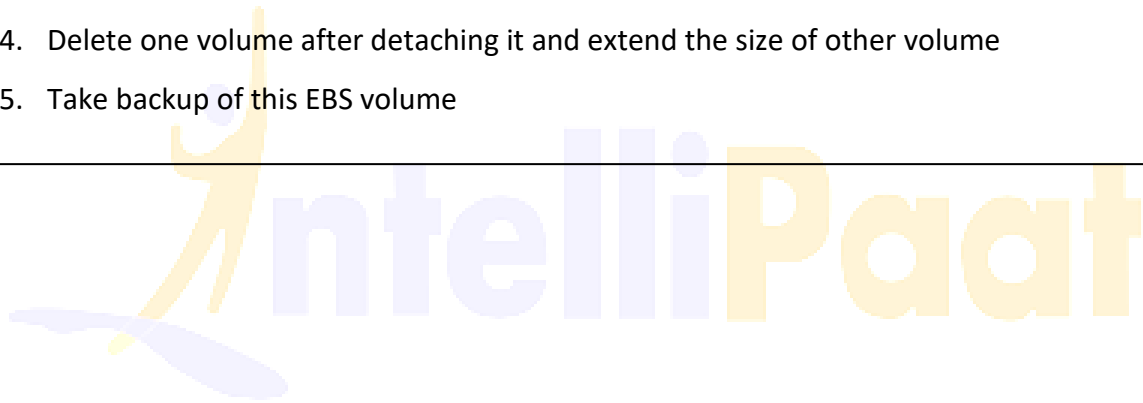 4. Delete one volume after detaching it and extend the size of other volume
5. Take backup of this EBS volume
IntelliPaat